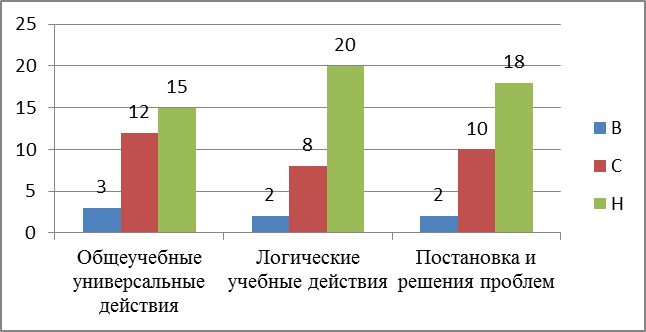 25
20
15
10
5
0
3
12
15
2
8
20
2
10
18
Общеучебные
универсальные
действия
Логические
учебные действия
Постановка и
решения проблем
В
С
Н